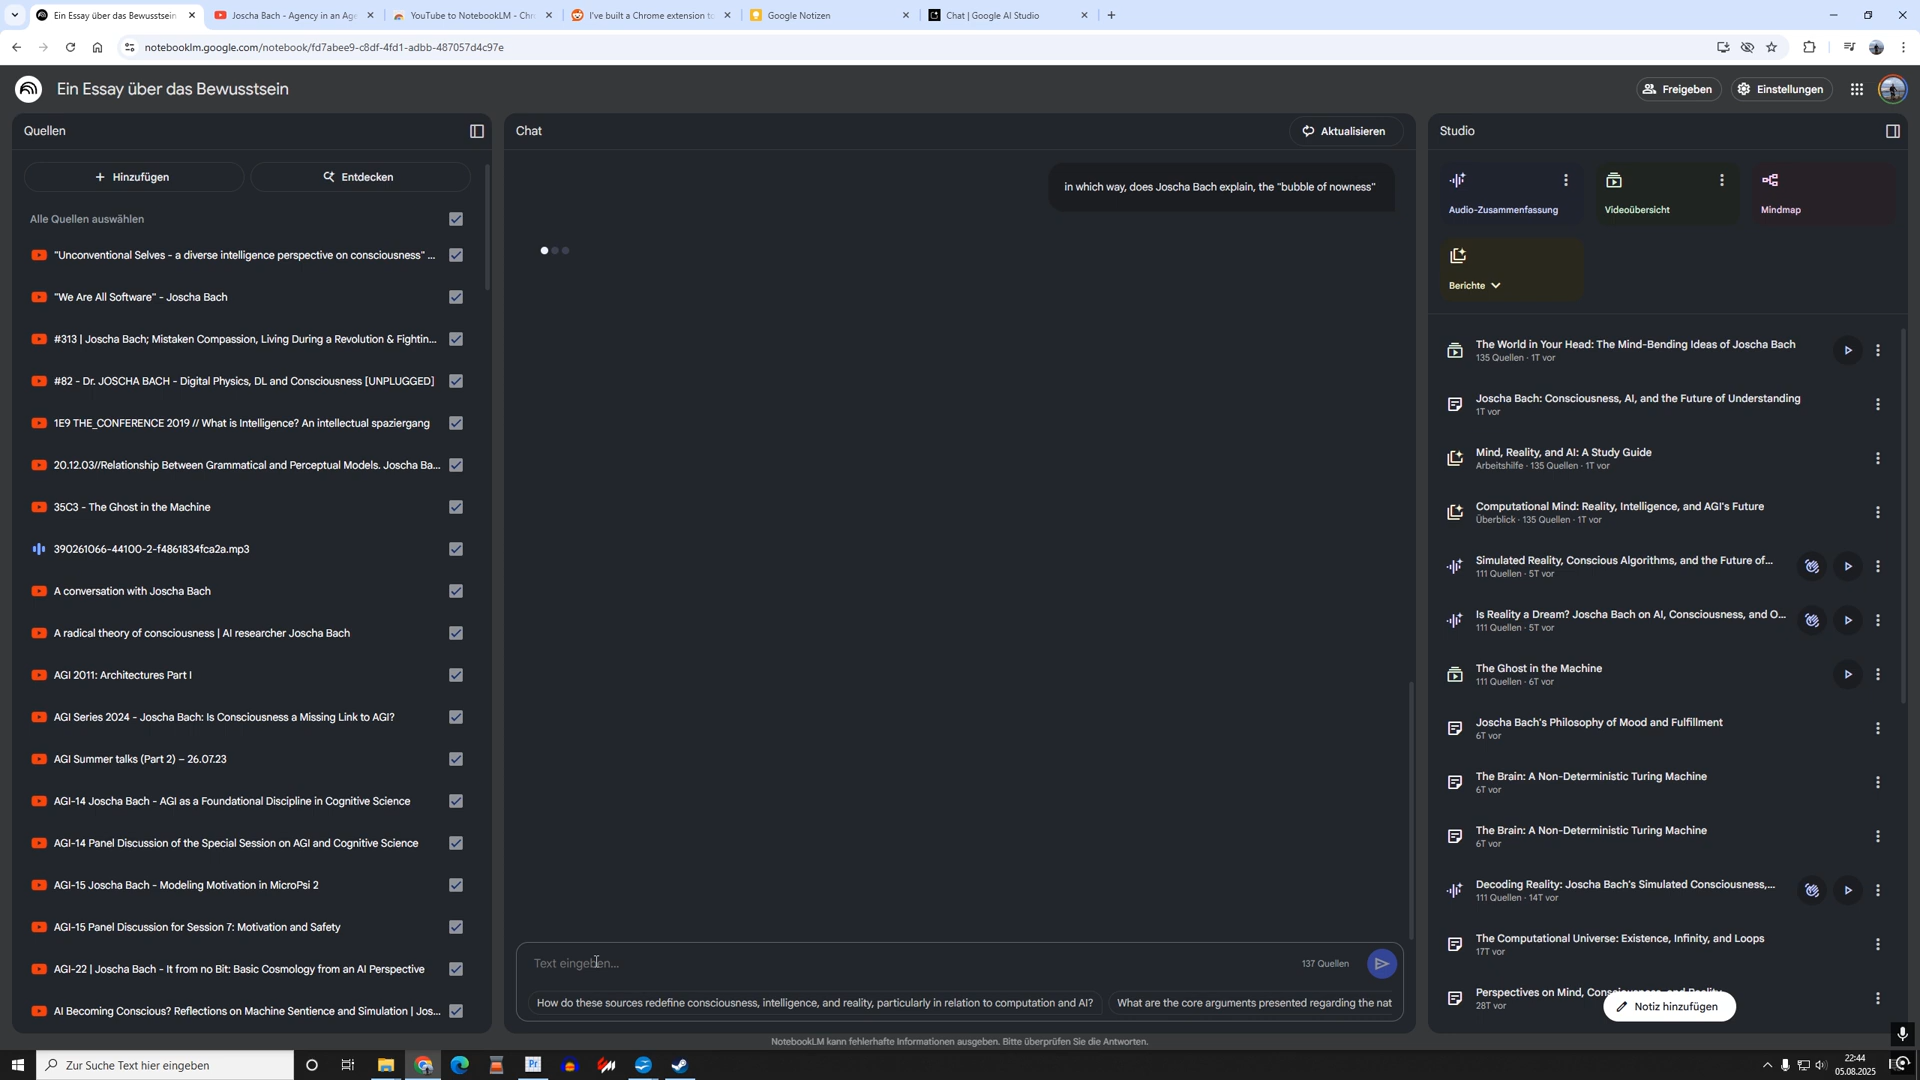 Ein Essay über das Bewusstsein
Joscha Bach - Agency in an Age
YouTube to NotebookLM - Chr
I've built a Chrome extension to
Google Notizen
Chat | Google AI Studio
notebooklm.google.com/notebook/fd7abee9-c8df-4fd1-adbb-487057d4c97e
Ein Essay über das Bewusstsein
Freigeben
Einstellungen
Quellen
Hinzufügen
Entdecken
Alle Quellen auswählen
"Unconventional Selves - a diverse intelligence perspective on consciousness" ...
"We Are All Software" - Joscha Bach
#313 | Joscha Bach; Mistaken Compassion, Living During a Revolution & Fightin...
#82 - Dr. JOSCHA BACH - Digital Physics, DL and Consciousness [UNPLUGGED]
1E9 THE_CONFERENCE 2019 // What is Intelligence? An intellectual spaziergang
20.12.03//Relationship Between Grammatical and Perceptual Models. Joscha Ba...
35C3 - The Ghost in the Machine
390261066-44100-2-f4861834fca2a.mp3
A conversation with Joscha Bach
A radical theory of consciousness | AI researcher Joscha Bach
AGI 2011: Architectures Part I
AGI Series 2024 - Joscha Bach: Is Consciousness a Missing Link to AGI?
AGI Summer talks (Part 2) – 26.07.23
AGI-14 Joscha Bach - AGI as a Foundational Discipline in Cognitive Science
AGI-14 Panel Discussion of the Special Session on AGI and Cognitive Science
AGI-15 Joscha Bach - Modeling Motivation in MicroPsi 2
AGI-15 Panel Discussion for Session 7: Motivation and Safety
AGI-22 | Joscha Bach - It from no Bit: Basic Cosmology from an AI Perspective
AI Becoming Conscious? Reflections on Machine Sentience and Simulation | Jos...
Chat
Aktualisieren
in which way, does Joscha Bach explain, the "bubble of nowness"
Text eingeben...
137 Quellen
How do these sources redefine consciousness, intelligence, and reality, particularly in relation to computation and AI?
What are the core arguments presented regarding the nat
NotebookLM kann fehlerhafte Informationen ausgeben. Bitte überprüfen Sie die Antworten.
Studio
Audio-Zusammenfassung
Videoübersicht
Mindmap
Berichte
The World in Your Head: The Mind-Bending Ideas of Joscha Bach
135 Quellen · 1T vor
Joscha Bach: Consciousness, AI, and the Future of Understanding
1T vor
Mind, Reality, and AI: A Study Guide
Arbeitshilfe · 135 Quellen · 1T vor
Computational Mind: Reality, Intelligence, and AGI's Future
Überblick · 135 Quellen · 1T vor
Simulated Reality, Conscious Algorithms, and the Future of...
111 Quellen · 5T vor
Is Reality a Dream? Joscha Bach on AI, Consciousness, and O...
111 Quellen · 5T vor
The Ghost in the Machine
111 Quellen · 6T vor
Joscha Bach's Philosophy of Mood and Fulfillment
6T vor
The Brain: A Non-Deterministic Turing Machine
6T vor
The Brain: A Non-Deterministic Turing Machine
6T vor
Decoding Reality: Joscha Bach's Simulated Consciousness,...
111 Quellen · 14T vor
The Computational Universe: Existence, Infinity, and Loops
17T vor
Perspectives on Mind, Consciousness, and Reality
28T vor
Notiz hinzufügen
Zur Suche Text hier eingeben
Pr
22:44
05.08.2025